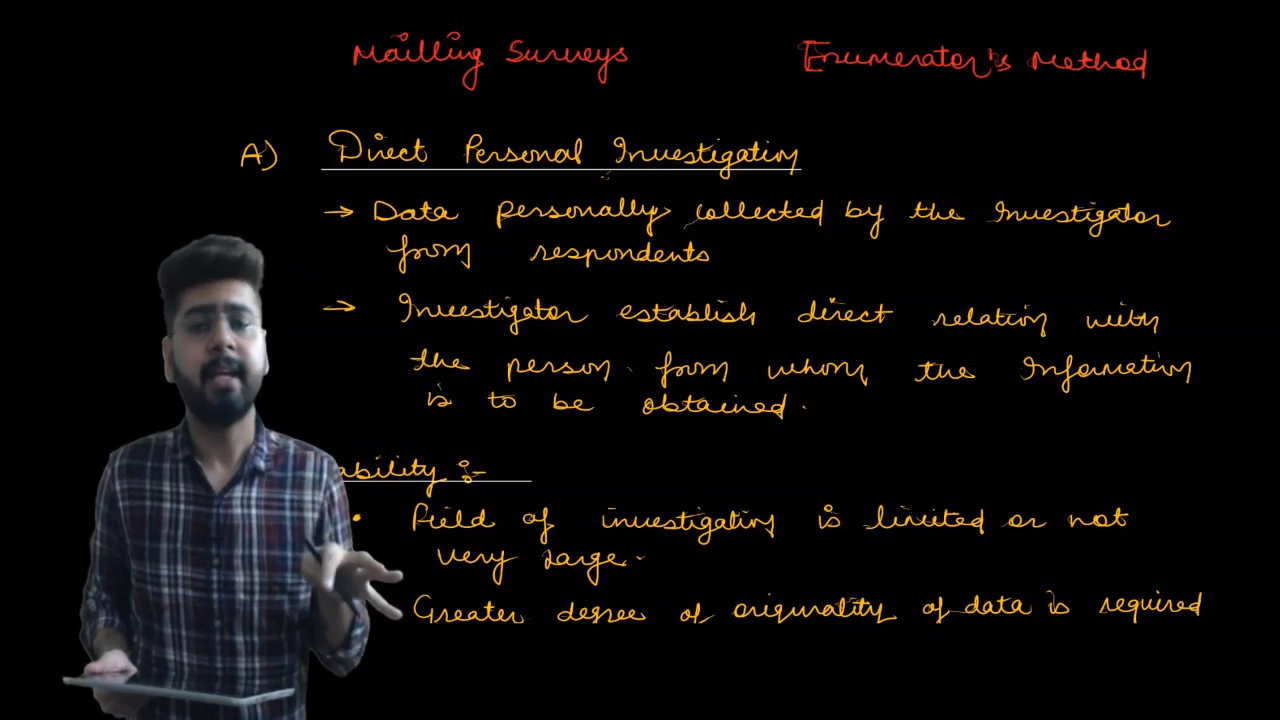 Mailling Surveys Enumerator's Method
A) Direct Personal Investigation
→ Data personally collected by the Investigator
from respondents
→ Investigator establish direct relation with
the person from whom the Information
is to be obtained.
ability :-
• Field of investigation is limited or not
very large.
Greater degree of originality of data is required